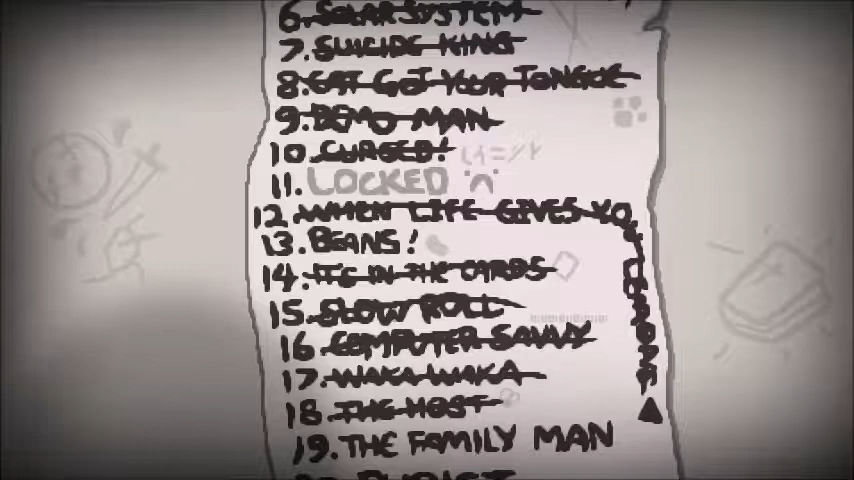 6. SOLAR SYSTEM
7. SUICIDE KING
8. CAT GOT YOUR TONGUE
9. DEMO MAN
10. CURSED!
11. LOCKED
12. WHEN LIFE GIVES YOU LEMONS
13. BEANS!
14. IT'S IN THE CARDS
15. SLOW ROLL
16. COMPUTER SAVVY
17. WAKA WAKA
18. THE HOST
19. THE FAMILY MAN